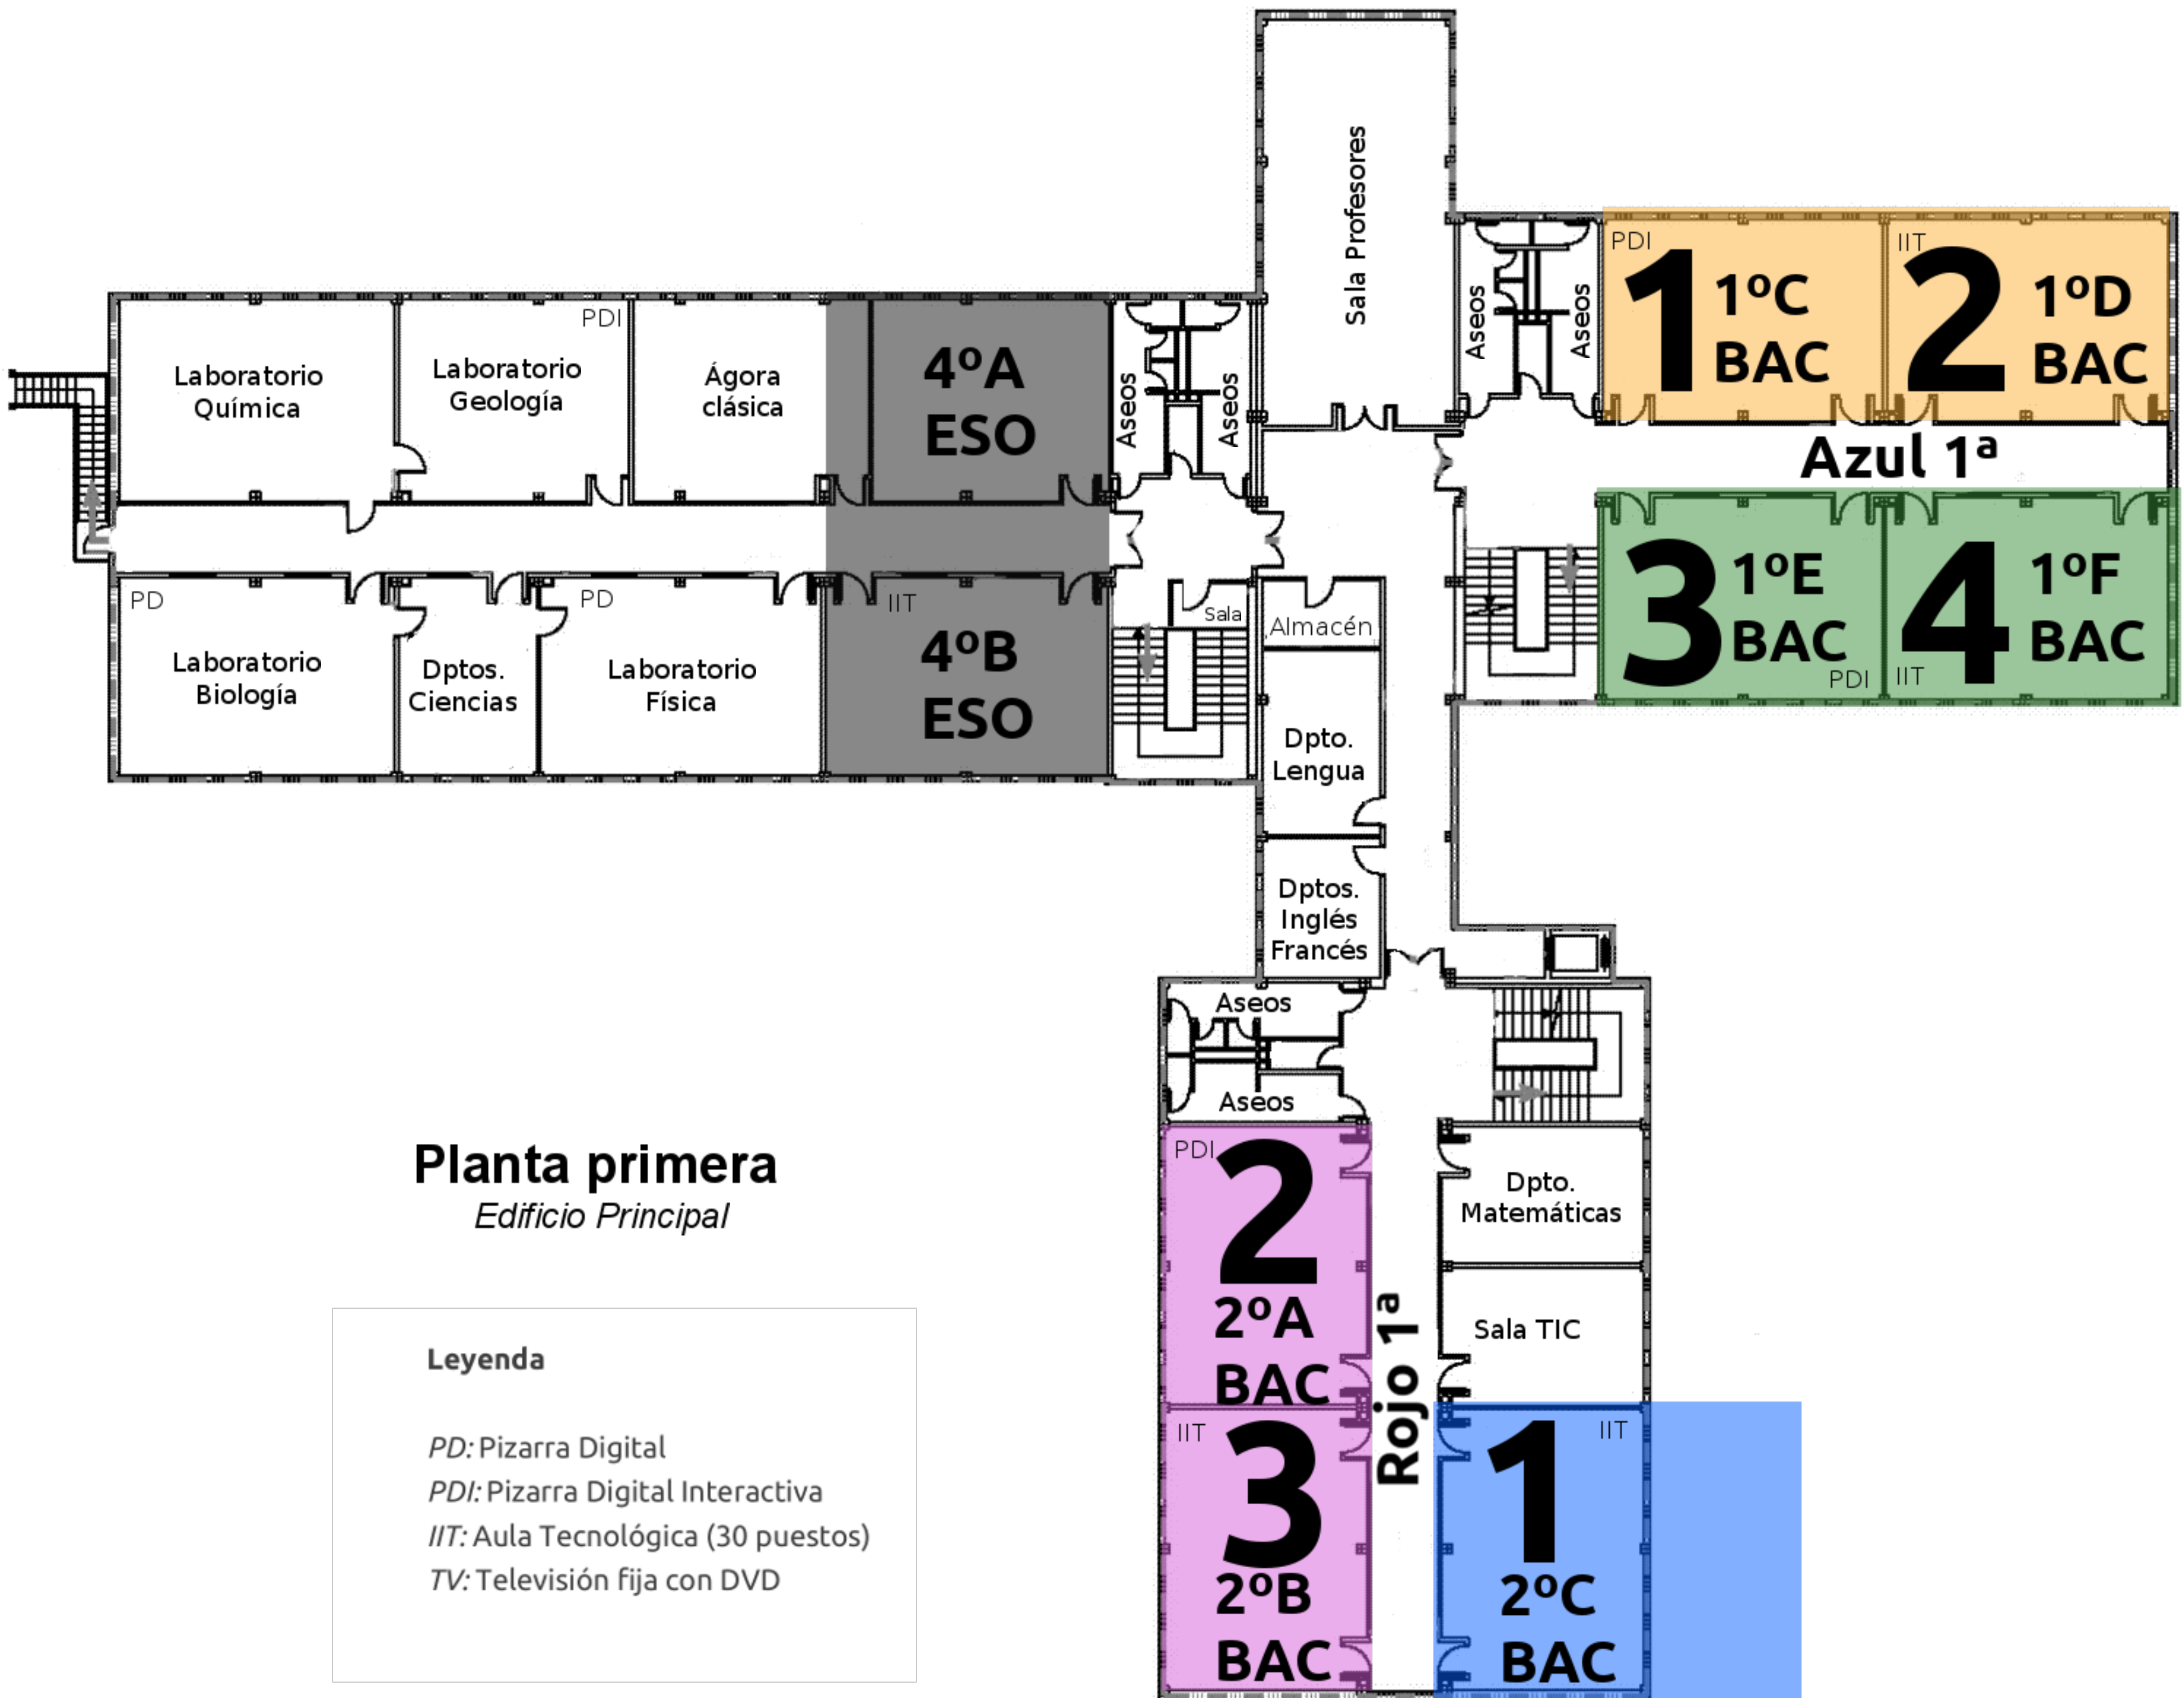 Sala Profesores
PDI
1
1ºC
BAC
IIT
2
1ºD
BAC
Aseos
Aseos
Azul 1ª
3
1ºE
BAC
PDI
4
1ºF
BAC
IIT
Laboratorio
Química
PDI
Laboratorio
Geología
Ágora
clásica
4ºA
ESO
Aseos
Aseos
PD
Laboratorio
Biología
Dptos.
Ciencias
PD
Laboratorio
Física
IIT
4ºB
ESO
Sala
Almacén
Dpto.
Lengua
Dptos.
Inglés
Francés
Aseos
Aseos
PDI
2
2ºA
BAC
Dpto.
Matemáticas
Sala TIC
Rojo 1ª
IIT
3
2ºB
BAC
IIT
1
2ºC
BAC
Planta primera
Edificio Principal
Leyenda
PD: Pizarra Digital
PDI: Pizarra Digital Interactiva
IIT: Aula Tecnológica (30 puestos)
TV: Televisión fija con DVD